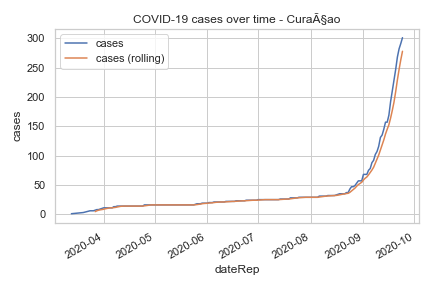 COVID-19 cases over time - CuraÃ§ao
cases
cases (rolling)
300
250
200
150
100
50
0
cases
2020-04
2020-05
2020-06
2020-07
2020-08
2020-09
2020-10
dateRep